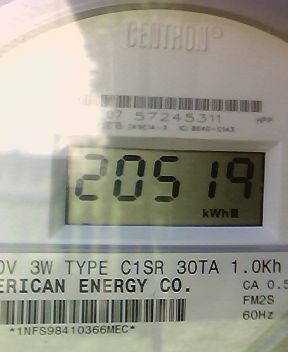 CENTRON®
07 57245311 HPP
20519
kWh
0V 3W TYPE C1SR 30TA 1.0Kh
ERICAN ENERGY CO. CA 0.5
FM2S
*1NFS98410366MEC* 60Hz